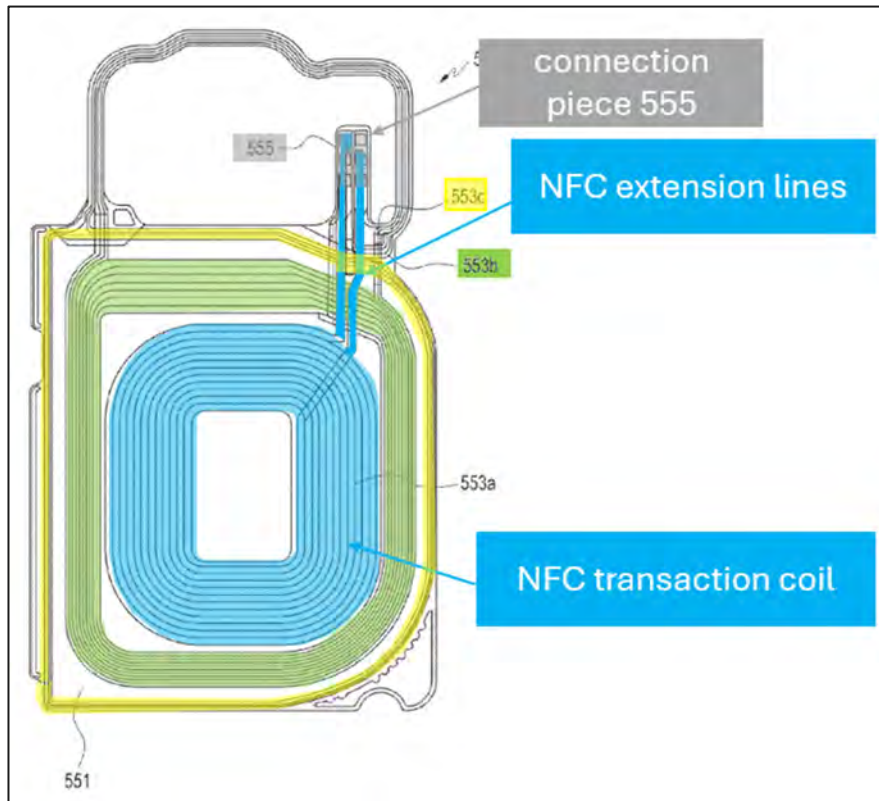 connection
piece 555
555
NFC extension lines
553c
553b
553a
NFC transaction coil
551